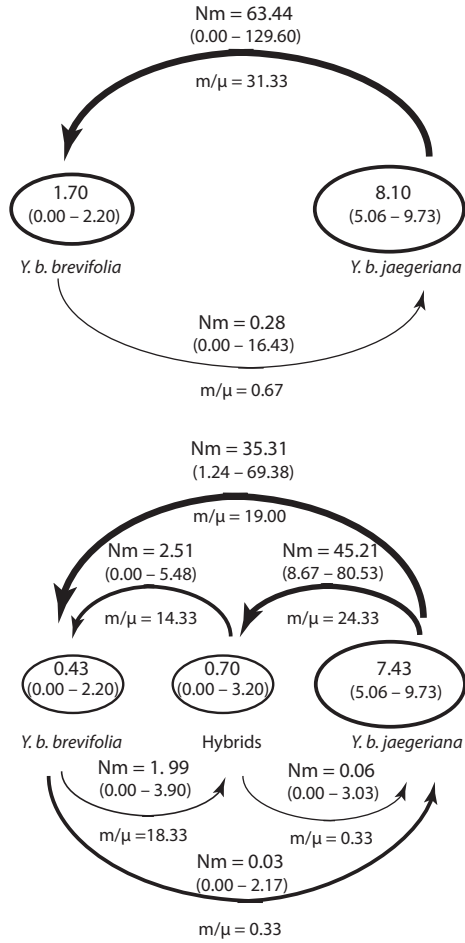 Nm = 63.44
(0.00 – 129.60)
m/μ = 31.33
1.70
(0.00 – 2.20)
8.10
(5.06 – 9.73)
Y. b. brevifolia
Y. b. jaegeriana
Nm = 0.28
(0.00 – 16.43)
m/μ = 0.67
Nm = 35.31
(1.24 – 69.38)
m/μ = 19.00
Nm = 2.51
(0.00 – 5.48)
m/μ = 14.33
Nm = 45.21
(8.67 – 80.53)
m/μ = 24.33
0.43
(0.00 – 2.20)
0.70
(0.00 – 3.20)
7.43
(5.06 – 9.73)
Y. b. brevifolia
Hybrids
Y. b. jaegeriana
Nm = 1. 99
(0.00 – 3.90)
m/μ =18.33
Nm = 0.06
(0.00 – 3.03)
m/μ = 0.33
Nm = 0.03
(0.00 – 2.17)
m/μ = 0.33